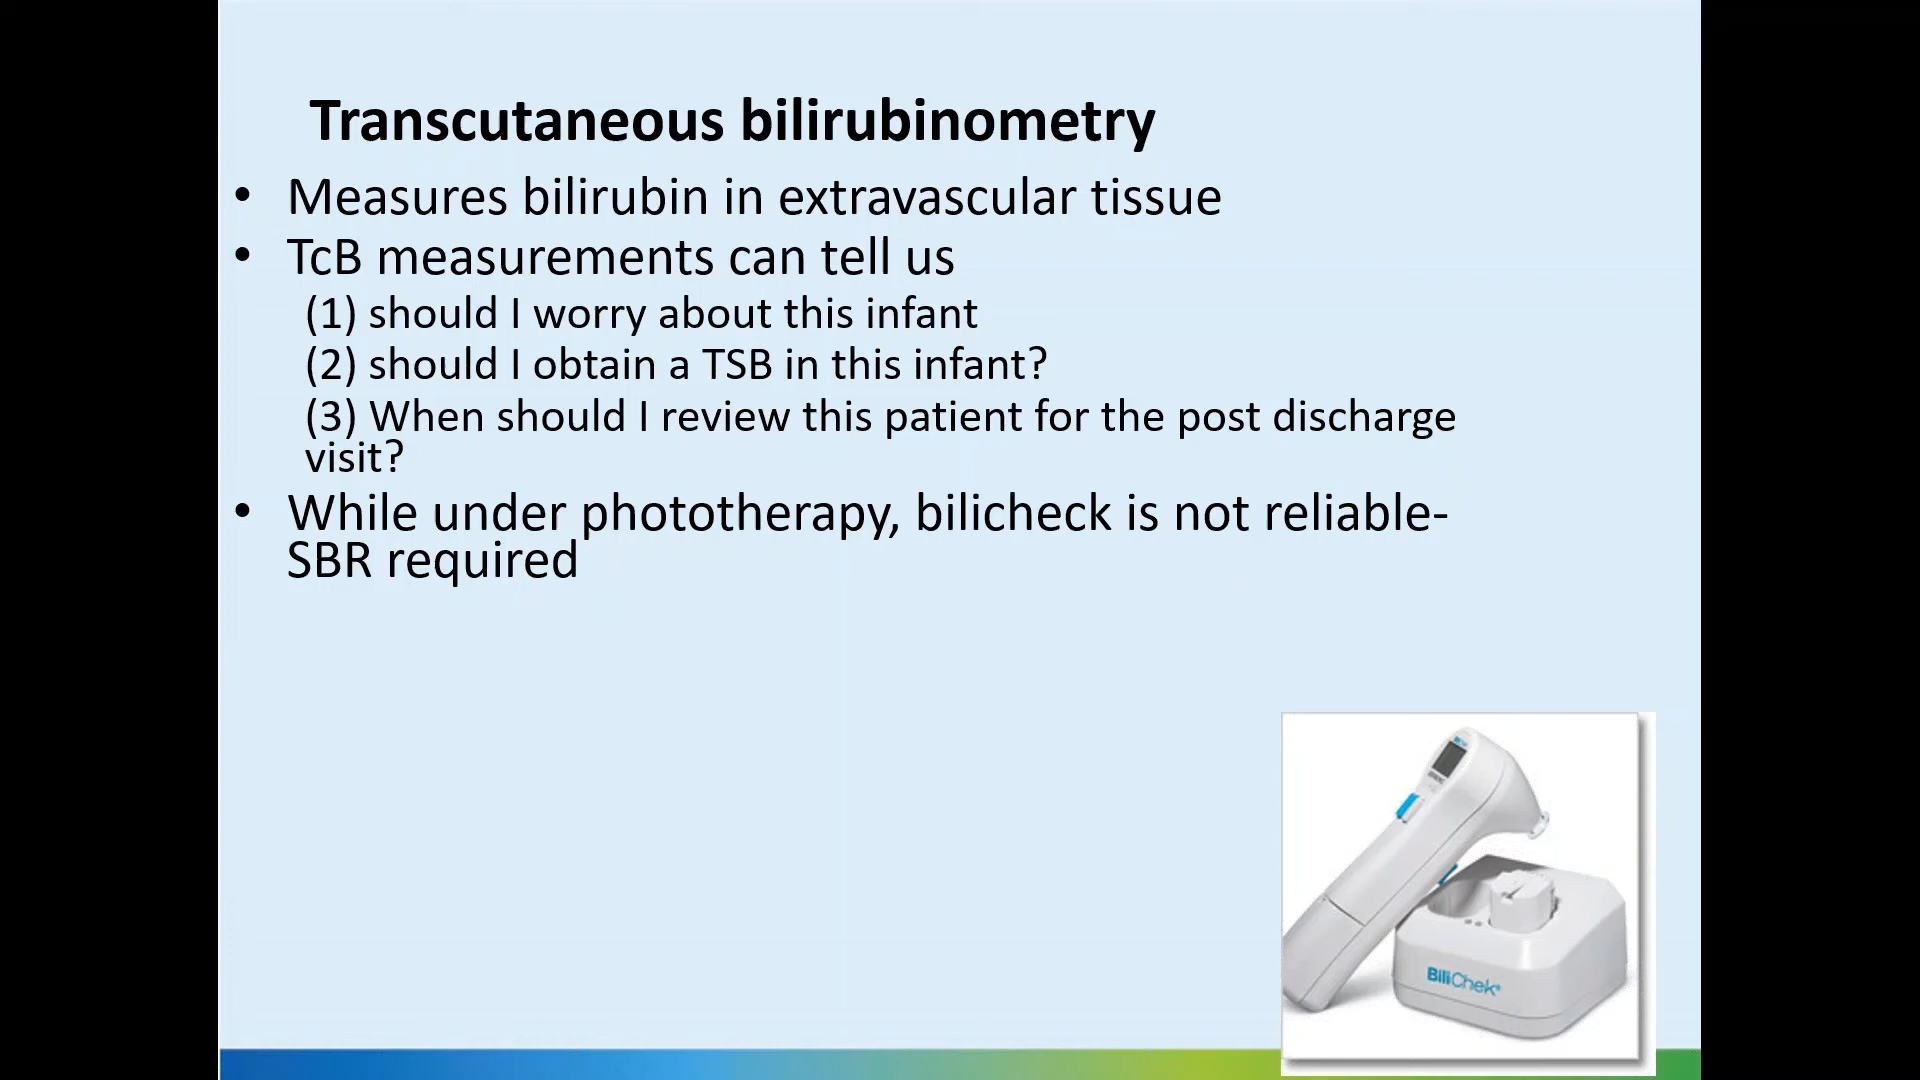 Transcutaneous bilirubinometry
• Measures bilirubin in extravascular tissue
• TcB measurements can tell us
(1) should I worry about this infant
(2) should I obtain a TSB in this infant?
(3) When should I review this patient for the post discharge
visit?
• While under phototherapy, bilicheck is not reliable-
SBR required
BiliChek®